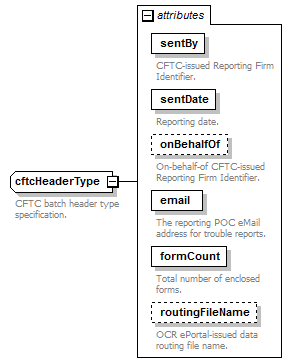 attributes
sentBy
CFTC-issued Reporting Firm
Identifier.
sentDate
Reporting date.
onBehalfOf
On-behalf-of CFTC-issued
Reporting Firm Identifier.
cftcHeaderType
CFTC batch header type
specification.
email
The reporting POC eMail
address for trouble reports.
formCount
Total number of enclosed
forms.
routingFileName
OCR ePortal-issued data
routing file name.